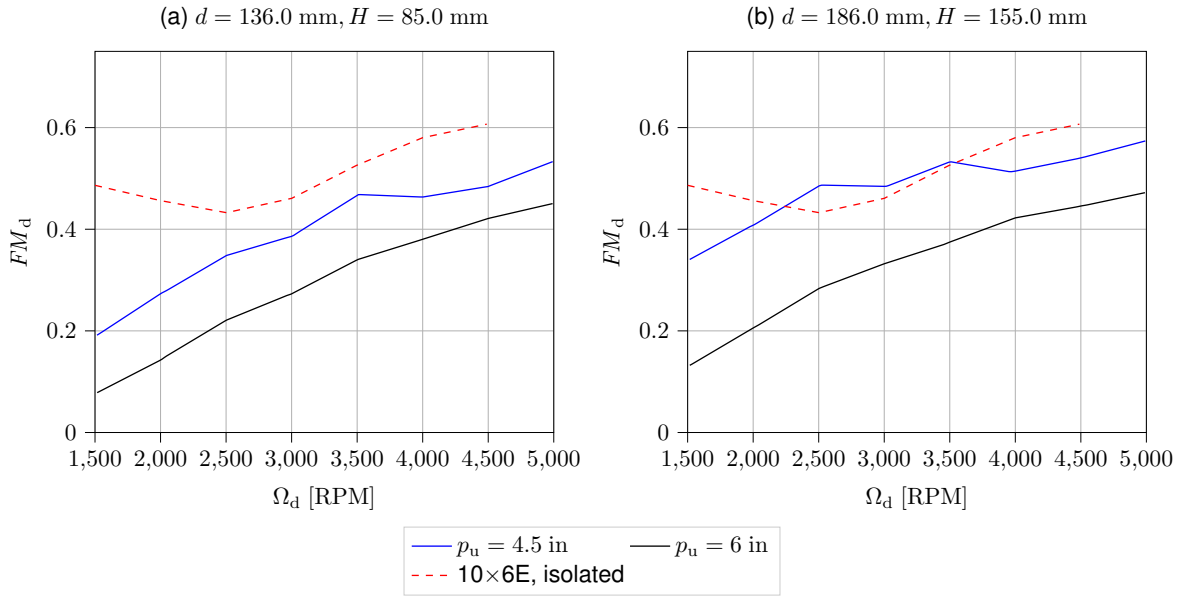 (a) d = 136.0 mm, H = 85.0 mm
(b) d = 186.0 mm, H = 155.0 mm
FM_d
0.6
0.4
0.2
0
1,500 2,000 2,500 3,000 3,500 4,000 4,500 5,000
Ω_d [RPM]
FM_d
0.6
0.4
0.2
0
1,500 2,000 2,500 3,000 3,500 4,000 4,500 5,000
Ω_d [RPM]
p_u = 4.5 in
p_u = 6 in
10×6E, isolated